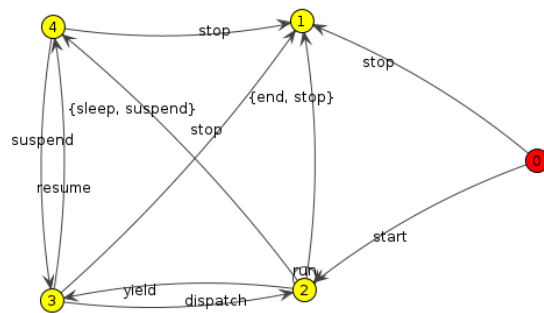 4
1
stop
stop
{sleep, suspend}
{end, stop}
stop
suspend
0
resume
start
run
yield
2
3
dispatch